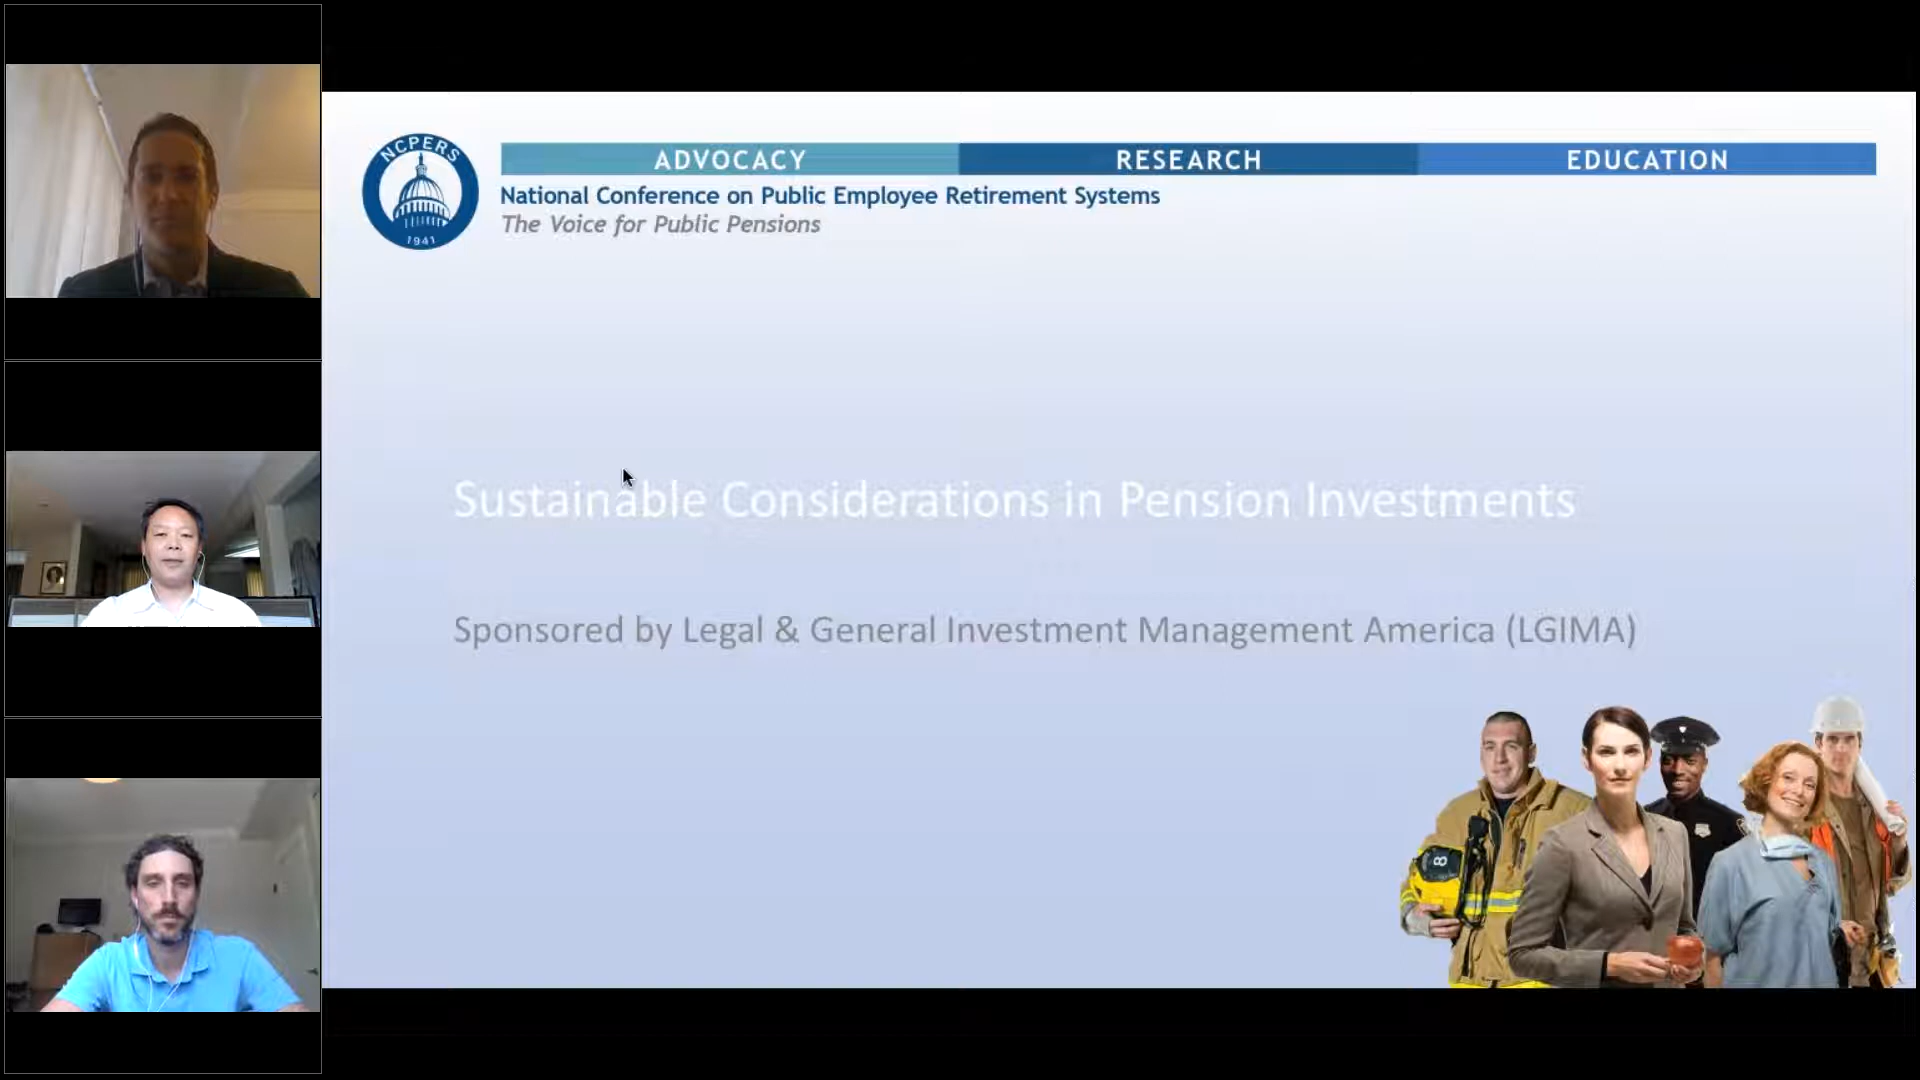 NCPERS
1941
ADVOCACY
RESEARCH
EDUCATION
National Conference on Public Employee Retirement Systems
The Voice for Public Pensions
Sustainable Considerations in Pension Investments
Sponsored by Legal & General Investment Management America (LGIMA)
8